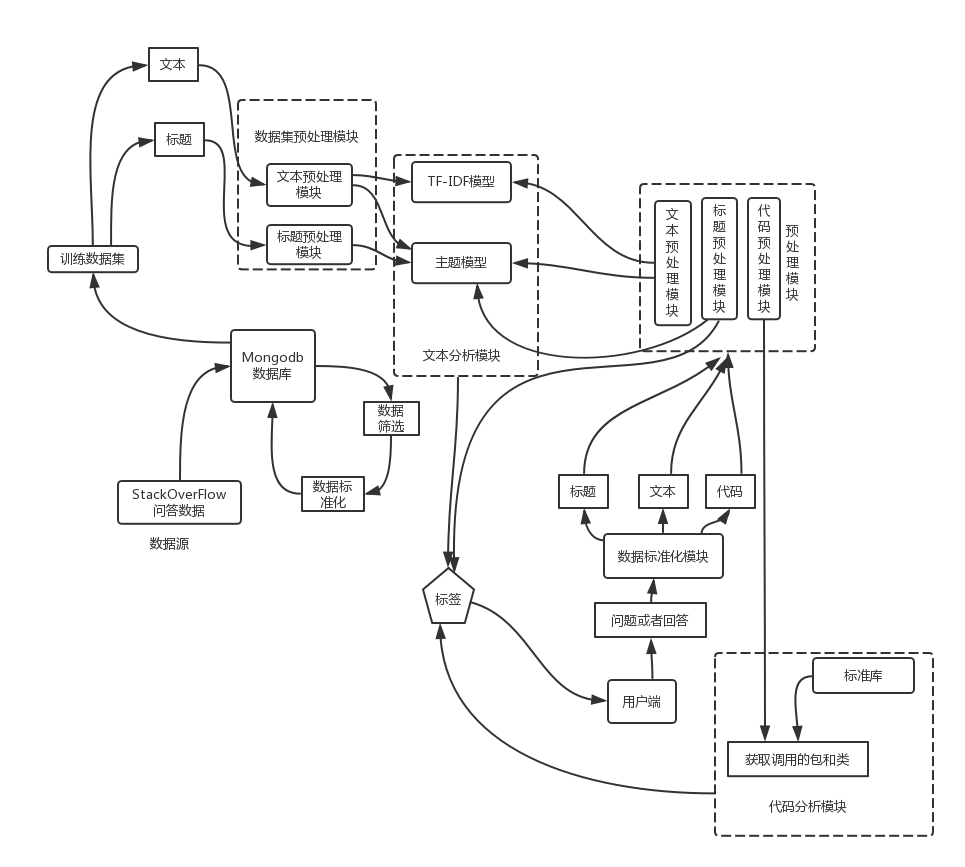 文本
标题
数据集预处理模块
文本预处理
模块
标题预处理
模块
训练数据集
TF-IDF模型
主题模型
文本分析模块
文本预处理模块
标题预处理模块
代码预处理模块
预处理模块
Mongodb
数据库
数据
筛选
数据标
准化
StackOverFlow
问答数据
数据源
标题
文本
代码
数据标准化模块
问题或者回答
用户端
标签
标准库
获取调用的包和类
代码分析模块